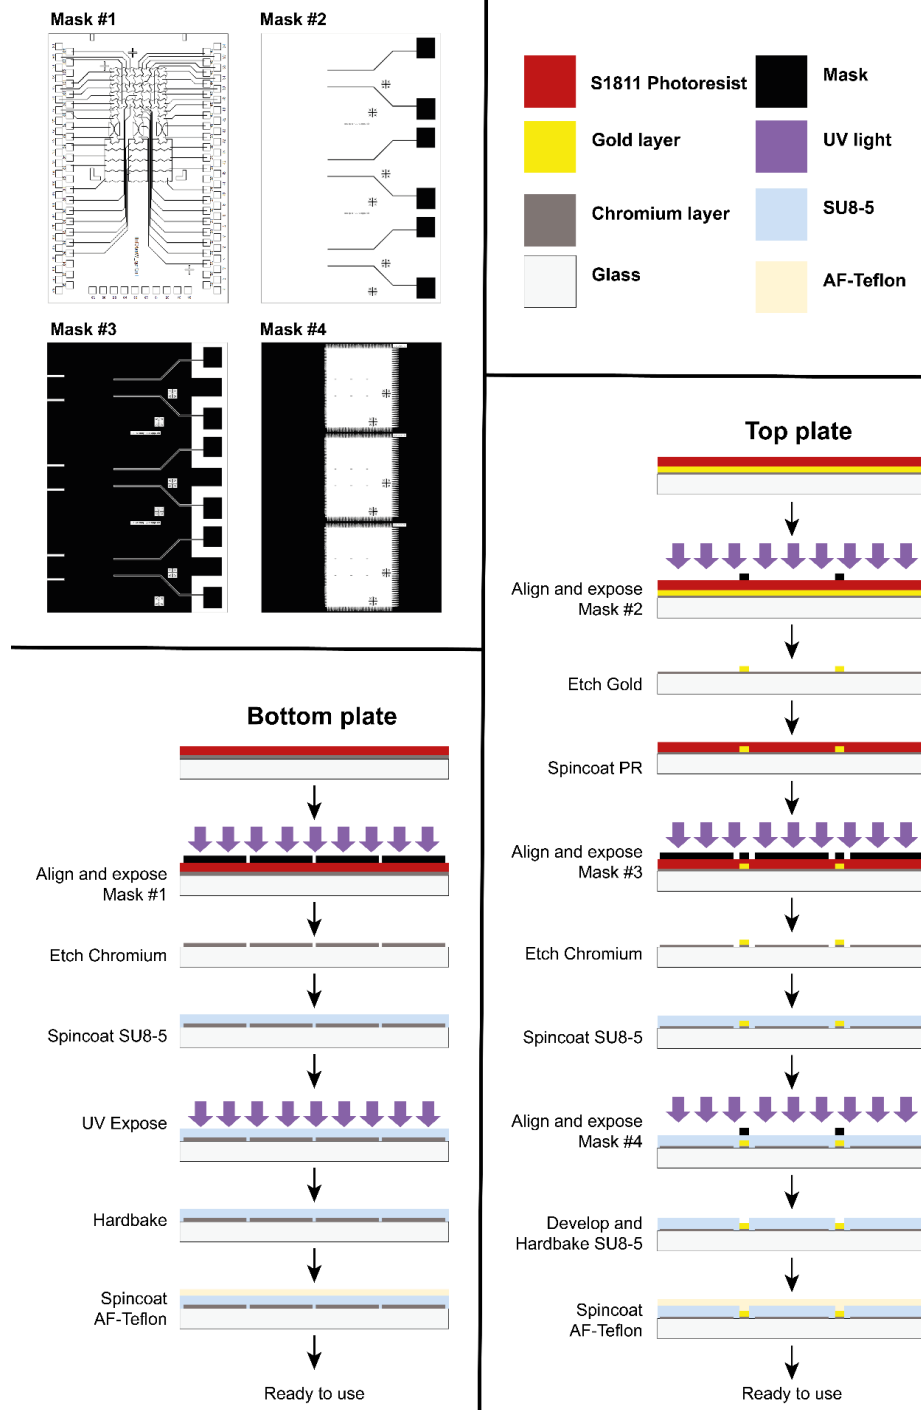 Mask #1
Mask #2
Mask #3
Mask #4
S1811 Photoresist
Mask
Gold layer
UV light
Chromium layer
SU8-5
Glass
AF-Teflon
Bottom plate
Align and expose
Mask #1
Etch Chromium
Spincoat SU8-5
UV Expose
Hardbake
Spincoat
AF-Teflon
Ready to use
Top plate
Align and expose
Mask #2
Etch Gold
Spincoat PR
Align and expose
Mask #3
Etch Chromium
Spincoat SU8-5
Align and expose
Mask #4
Develop and
Hardbake SU8-5
Spincoat
AF-Teflon
Ready to use